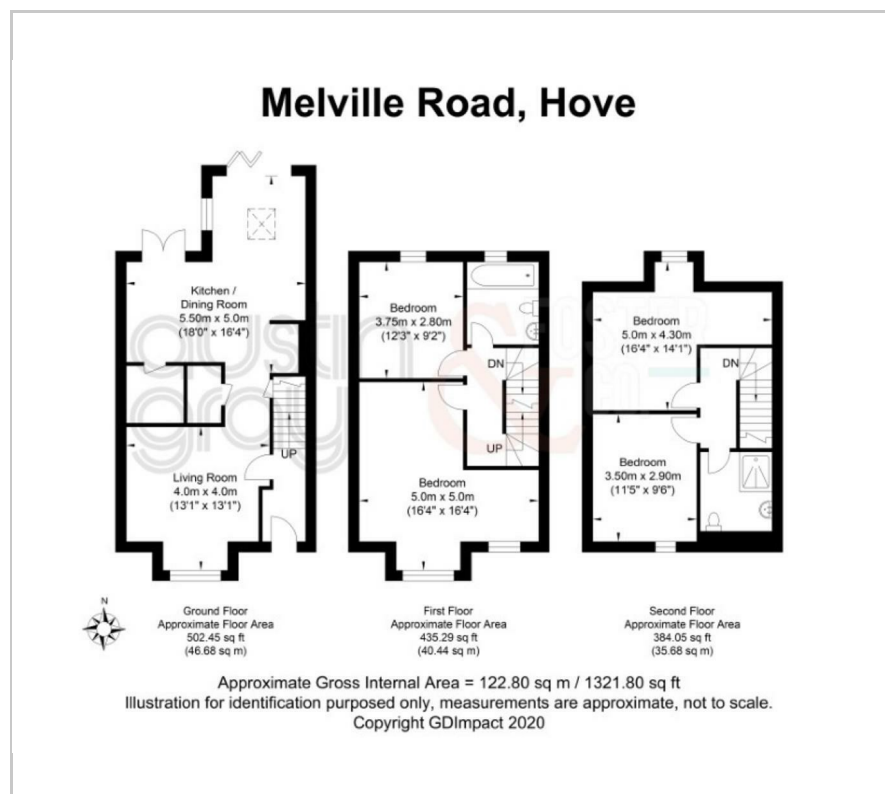 Melville Road, Hove
Kitchen /
Dining Room
5.50m x 5.0m
(18'0" x 16'4")
Living Room
4.0m x 4.0m
(13'1" x 13'1")
UP
Bedroom
3.75m x 2.80m
(12'3" x 9'2")
DN
UP
Bedroom
5.0m x 5.0m
(16'4" x 16'4")
Bedroom
5.0m x 4.30m
(16'4" x 14'1")
DN
Bedroom
3.50m x 2.90m
(11'5" x 9'6")
austin
gray
&
FOSTER
CO
N
Ground Floor
Approximate Floor Area
502.45 sq ft
(46.68 sq m)
First Floor
Approximate Floor Area
435.29 sq ft
(40.44 sq m)
Second Floor
Approximate Floor Area
384.05 sq ft
(35.68 sq m)
Approximate Gross Internal Area = 122.80 sq m / 1321.80 sq ft
Illustration for identification purposed only, measurements are approximate, not to scale.
Copyright GDImpact 2020